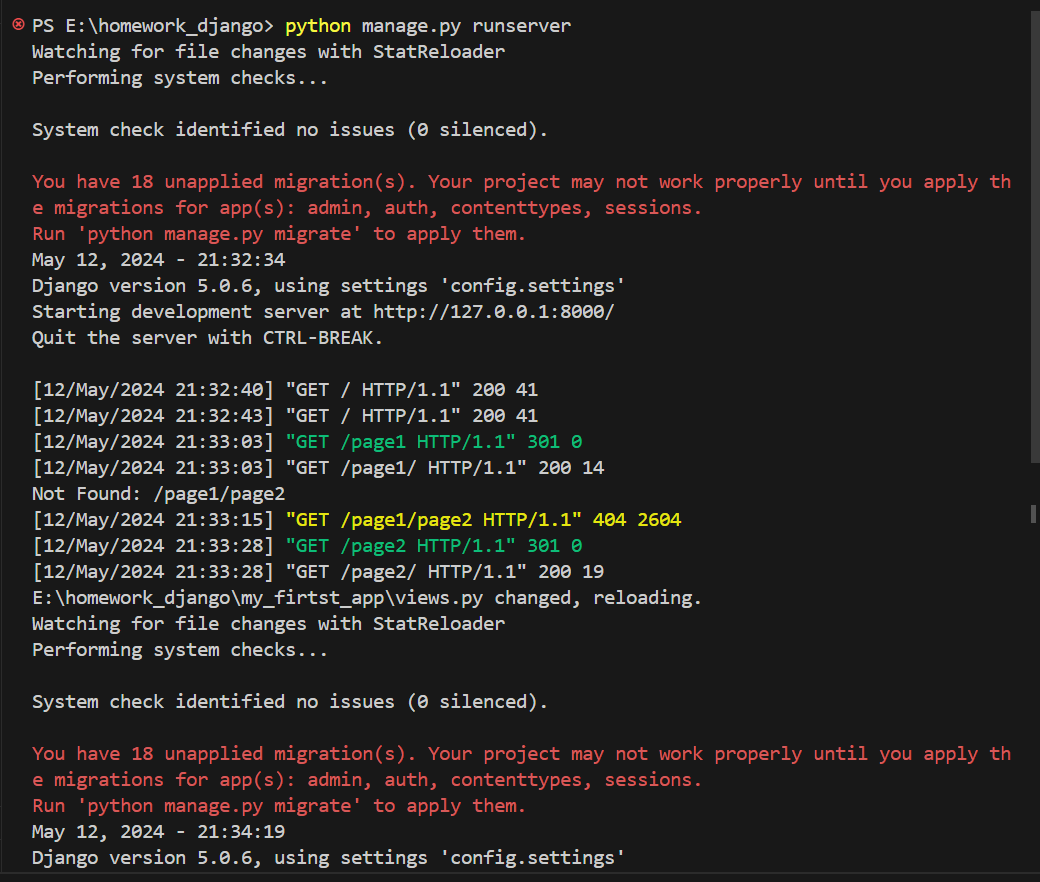 PS E:\homework_django> python manage.py runserver
Watching for file changes with StatReloader
Performing system checks...
System check identified no issues (0 silenced).
You have 18 unapplied migration(s). Your project may not work properly until you apply th
e migrations for app(s): admin, auth, contenttypes, sessions.
Run 'python manage.py migrate' to apply them.
May 12, 2024 - 21:32:34
Django version 5.0.6, using settings 'config.settings'
Starting development server at http://127.0.0.1:8000/
Quit the server with CTRL-BREAK.
[12/May/2024 21:32:40] "GET / HTTP/1.1" 200 41
[12/May/2024 21:32:43] "GET / HTTP/1.1" 200 41
[12/May/2024 21:33:03] "GET /page1 HTTP/1.1" 301 0
[12/May/2024 21:33:03] "GET /page1/ HTTP/1.1" 200 14
Not Found: /page1/page2
[12/May/2024 21:33:15] "GET /page1/page2 HTTP/1.1" 404 2604
[12/May/2024 21:33:28] "GET /page2 HTTP/1.1" 301 0
[12/May/2024 21:33:28] "GET /page2/ HTTP/1.1" 200 19
E:\homework_django\my_firtst_app\views.py changed, reloading.
Watching for file changes with StatReloader
Performing system checks...
System check identified no issues (0 silenced).
You have 18 unapplied migration(s). Your project may not work properly until you apply th
e migrations for app(s): admin, auth, contenttypes, sessions.
Run 'python manage.py migrate' to apply them.
May 12, 2024 - 21:34:19
Django version 5.0.6, using settings 'config.settings'